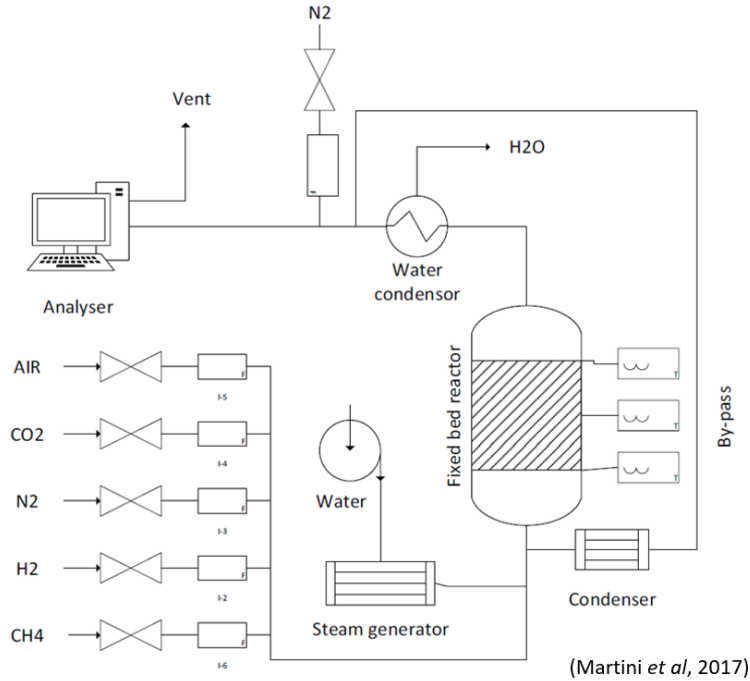 N2
Vent
H2O
Water
condensor
Analyser
AIR
F
I-5
CO2
F
I-4
N2
F
I-3
H2
F
I-2
CH4
F
I-6
Water
Steam generator
Fixed bed reactor
T
T
T
By-pass
Condenser
(Martini et al, 2017)